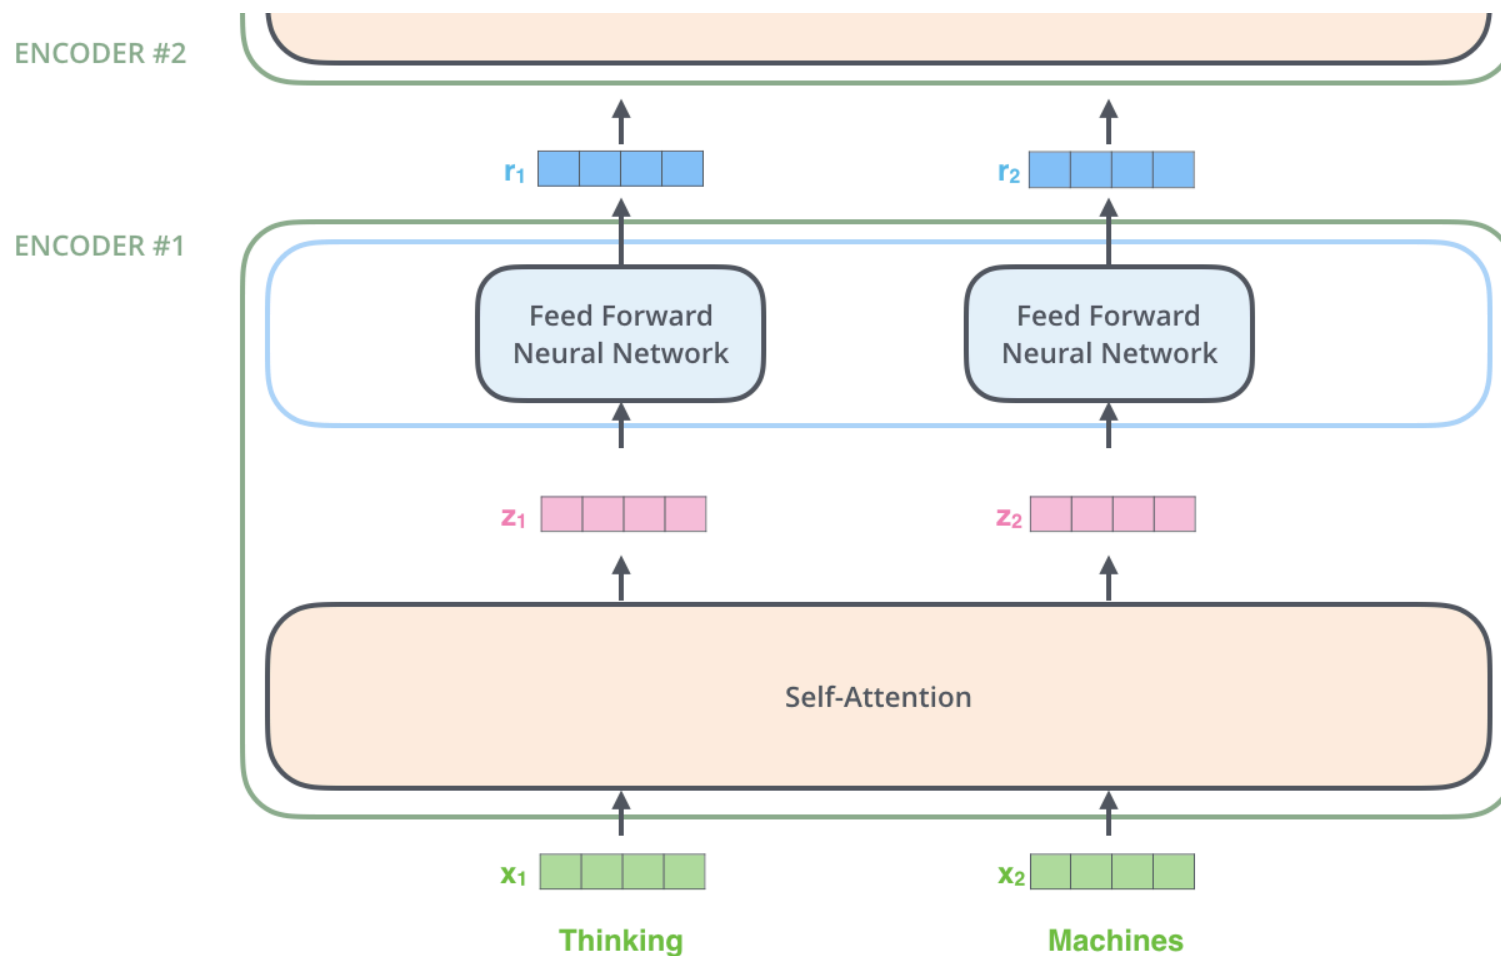 ENCODER #2
r₁
r₂
ENCODER #1
Feed Forward
Neural Network
Feed Forward
Neural Network
z₁
z₂
Self-Attention
x₁
x₂
Thinking
Machines